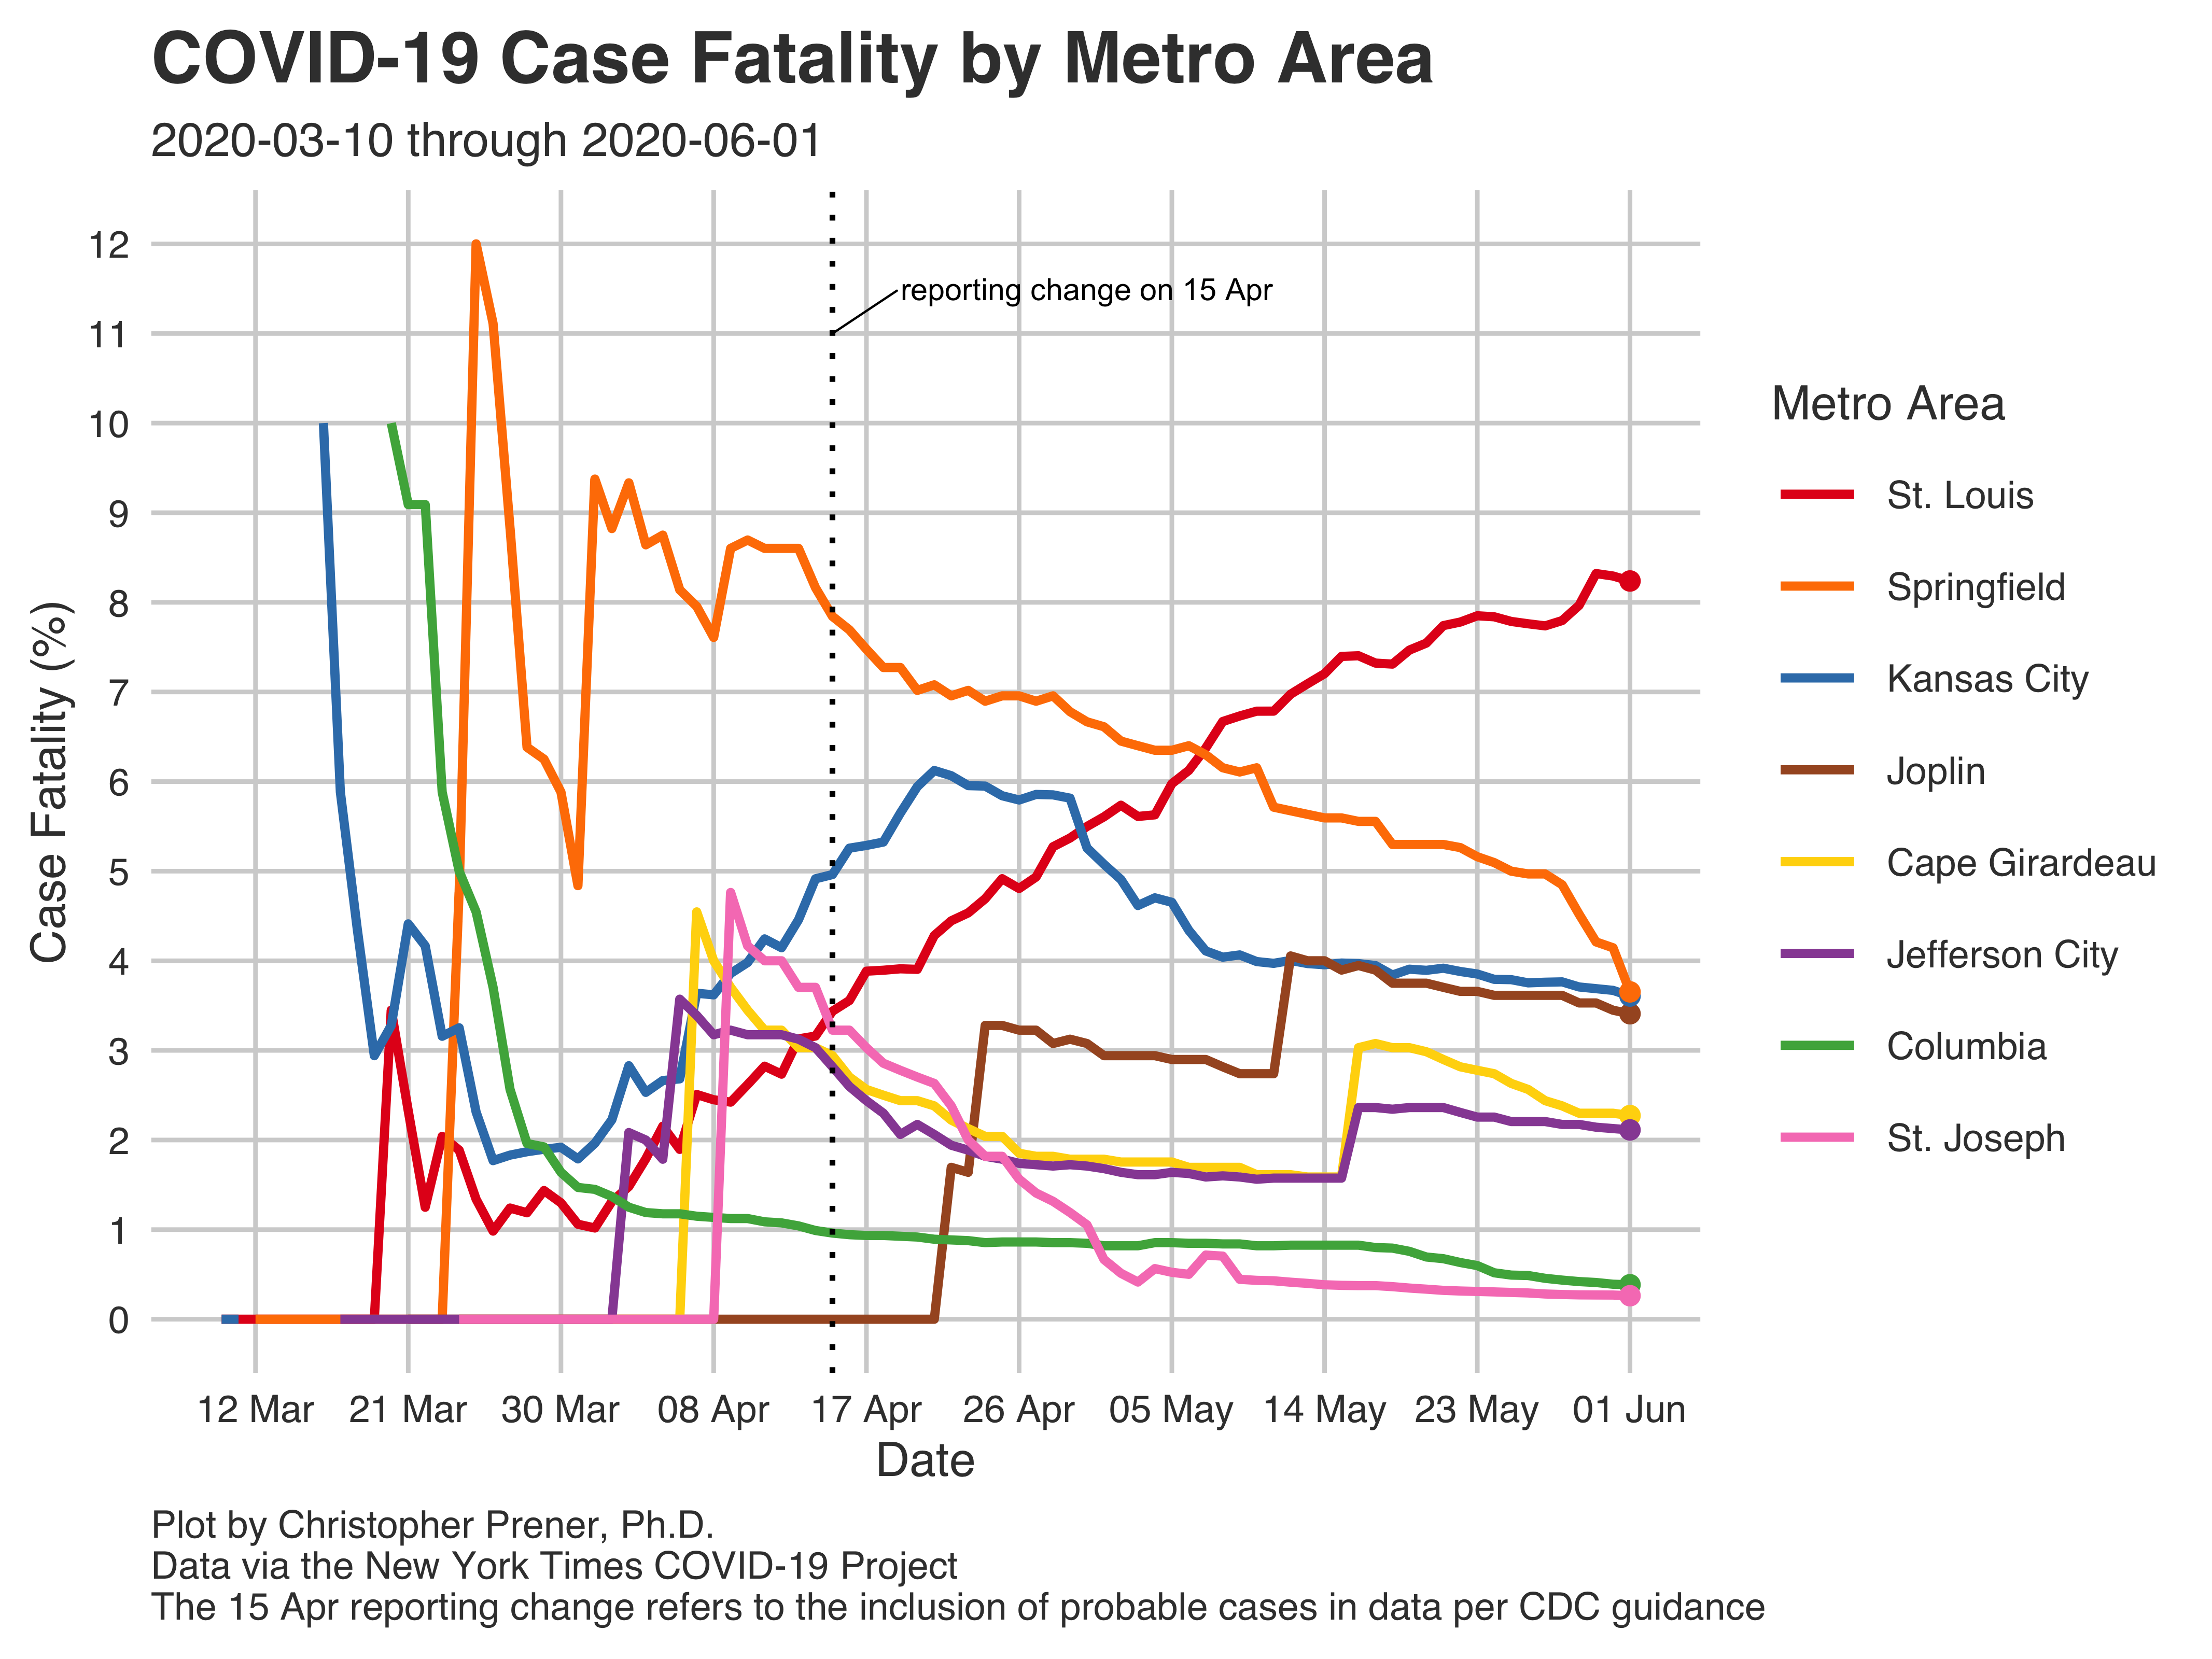 COVID-19 Case Fatality by Metro Area
2020-03-10 through 2020-06-01
Case Fatality (%)
12
11
10
9
8
7
6
5
4
3
2
1
0
reporting change on 15 Apr
12 Mar
21 Mar
30 Mar
08 Apr
17 Apr
26 Apr
05 May
14 May
23 May
01 Jun
Date
Metro Area
St. Louis
Springfield
Kansas City
Joplin
Cape Girardeau
Jefferson City
Columbia
St. Joseph
Plot by Christopher Prener, Ph.D.
Data via the New York Times COVID-19 Project
The 15 Apr reporting change refers to the inclusion of probable cases in data per CDC guidance